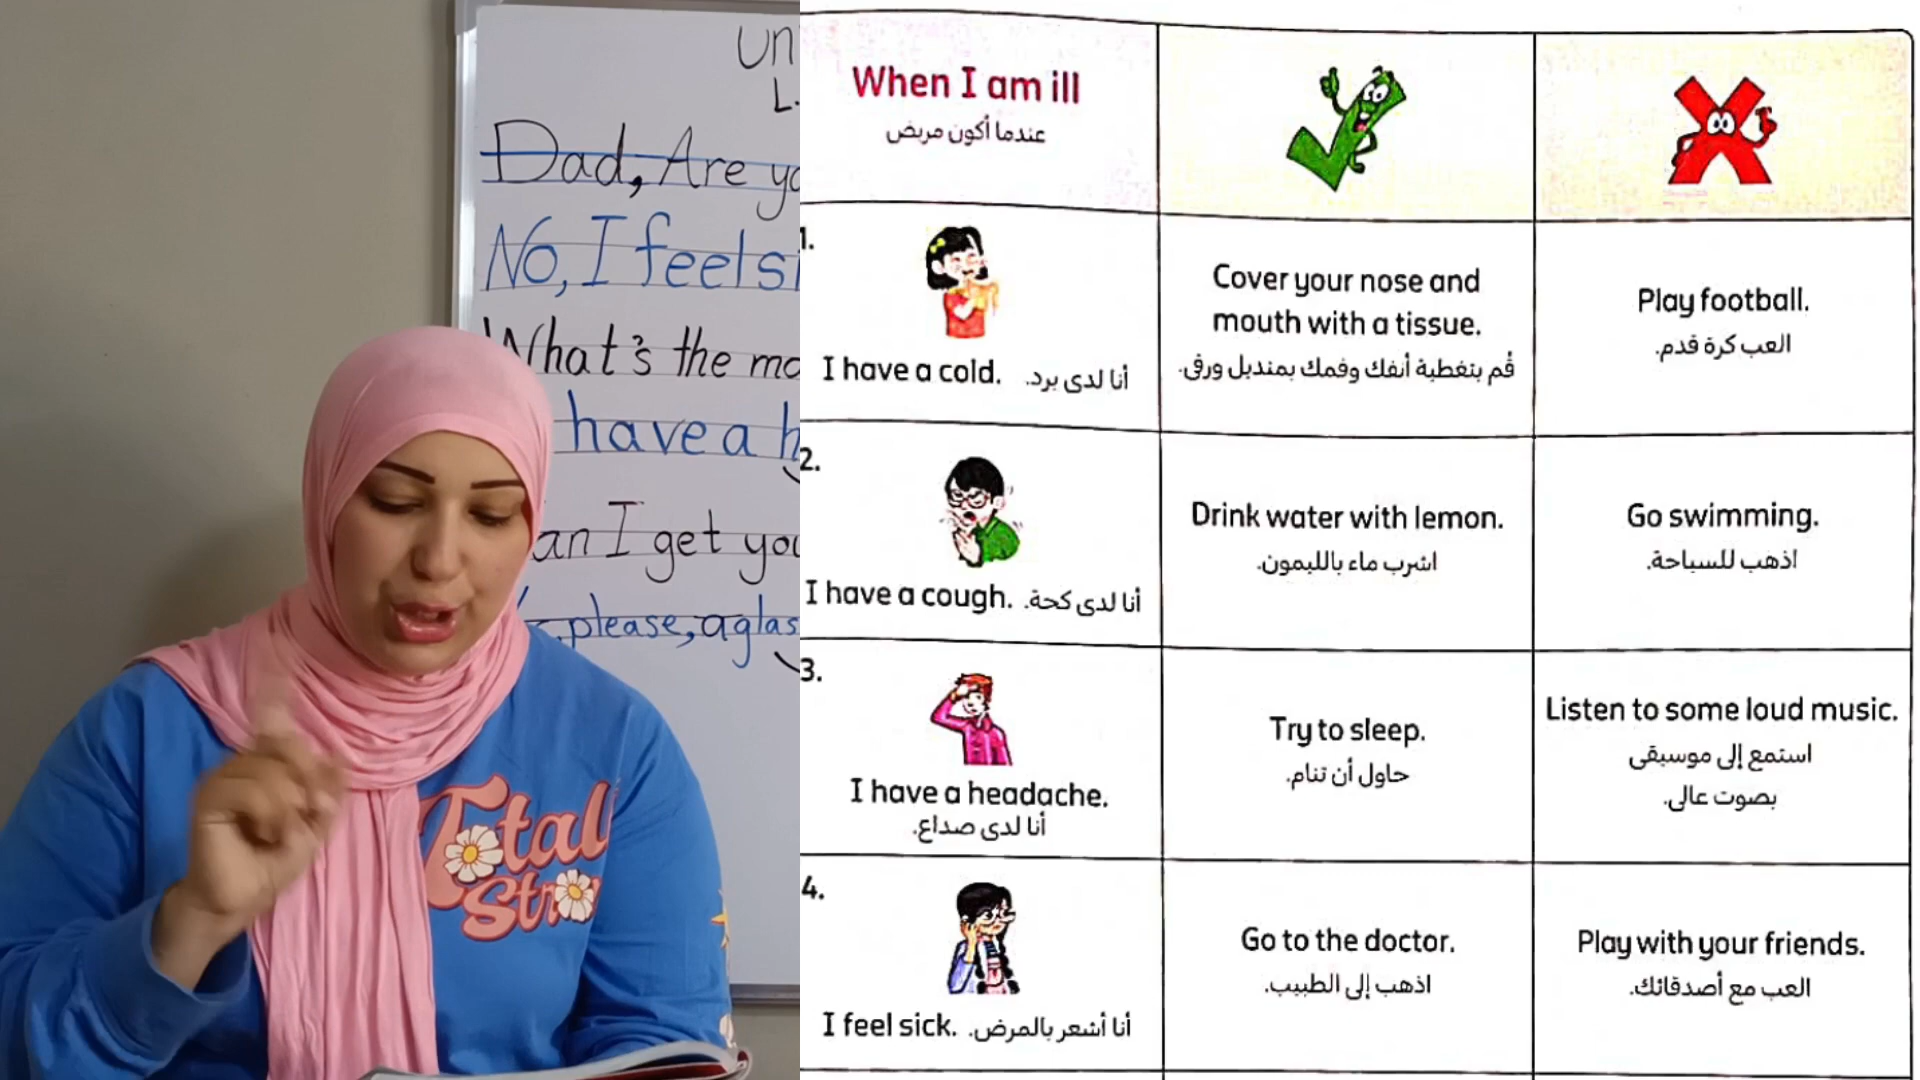 Un
L.
Dad, Are yo
No, I feel si
What's the ma
have a h
an I get you
, please, a glas
Total
When I am ill
عندما أكون مريض
1.
I have a cold. أنا لدى برد.
Cover your nose and
mouth with a tissue.
قُم بتغطية أنفك وفمك بمنديل ورقى.
Play football.
العب كرة قدم.
2.
I have a cough. أنا لدى كحة.
Drink water with lemon.
اشرب ماء بالليمون.
Go swimming.
اذهب للسباحة.
3.
I have a headache.
أنا لدى صداع.
Try to sleep.
حاول أن تنام.
Listen to some loud music.
استمع إلى موسيقى
بصوت عالى.
4.
I feel sick. أنا أشعر بالمرض.
Go to the doctor.
اذهب إلى الطبيب.
Play with your friends.
العب مع أصدقائك.